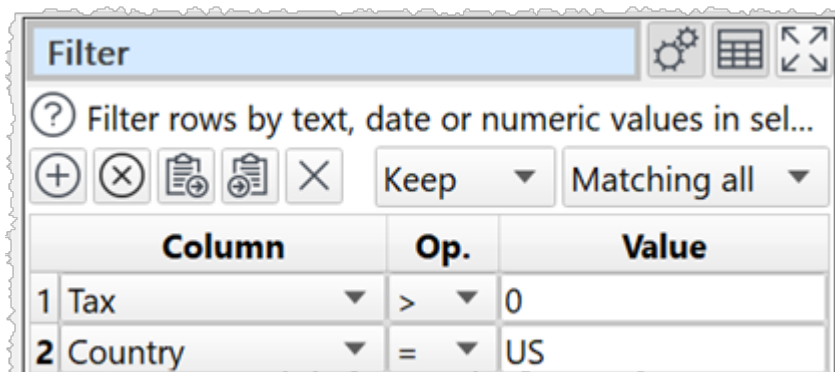 Filter
? Filter rows by text, date or numeric values in sel...
Keep Matching all
Column Op. Value
1 Tax > 0
2 Country = US